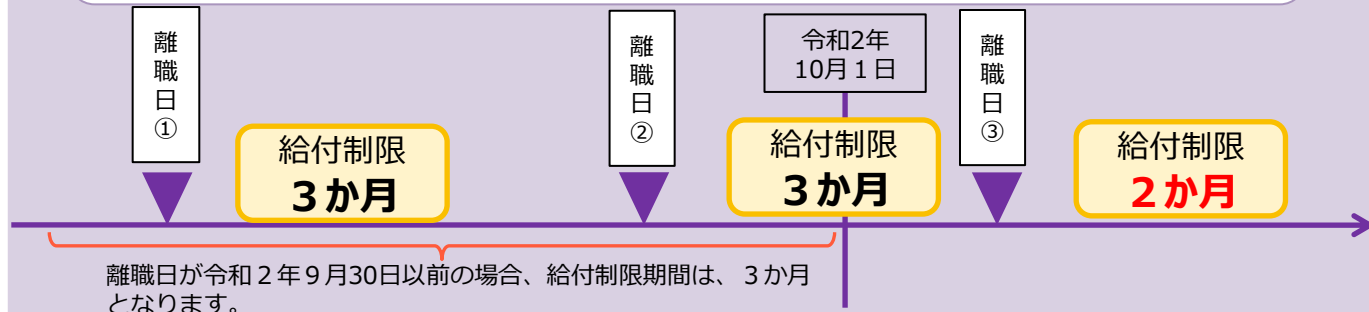 離職日①
離職日②
令和2年
10月１日
離職日③
給付制限
３か月
給付制限
３か月
給付制限
２か月
離職日が令和２年９月30日以前の場合、給付制限期間は、３か月
となります。